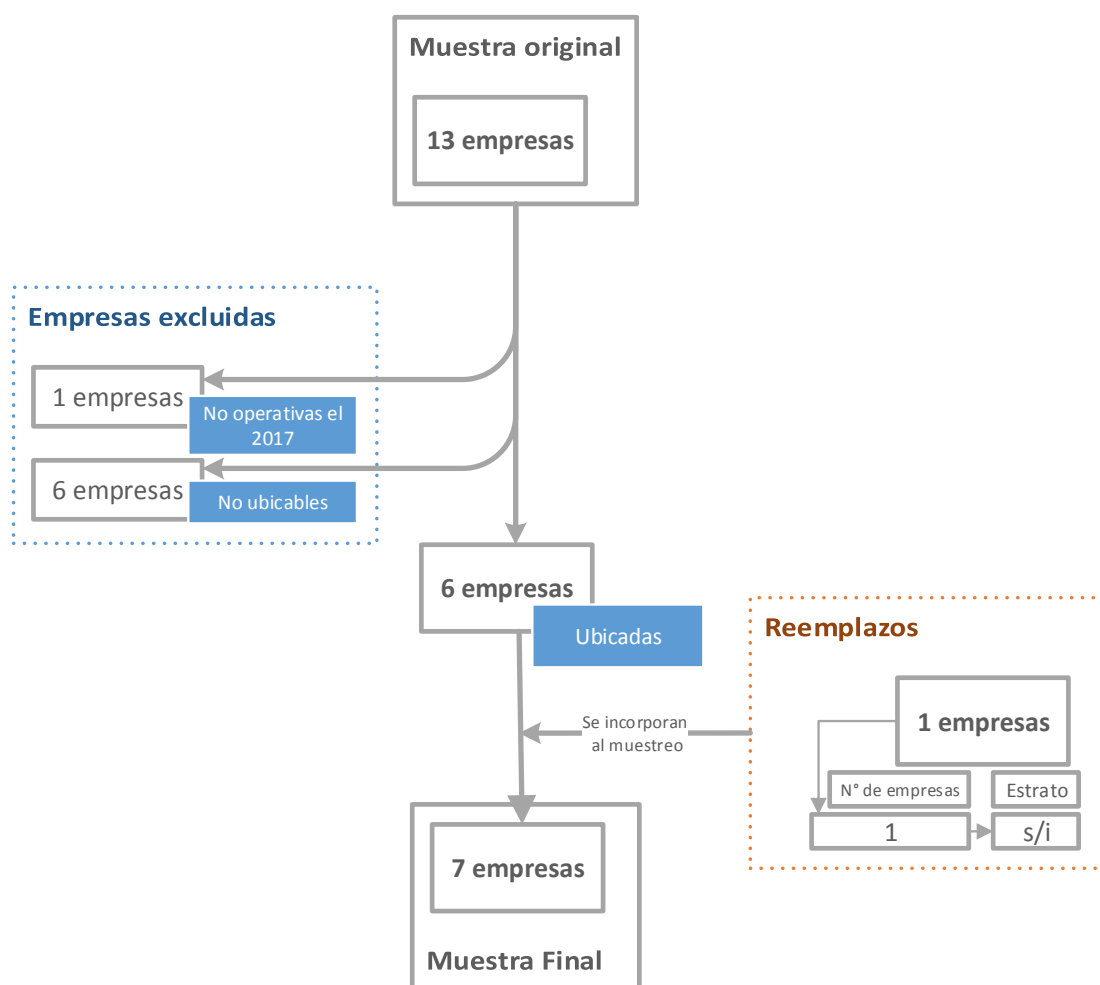 Muestra original
13 empresas
Empresas excluidas
1 empresas
No operativas el
2017
6 empresas
No ubicables
6 empresas
Ubicadas
Reemplazos
1 empresas
Se incorporan
al muestreo
N° de empresas
Estrato
1
s/i
7 empresas
Muestra Final